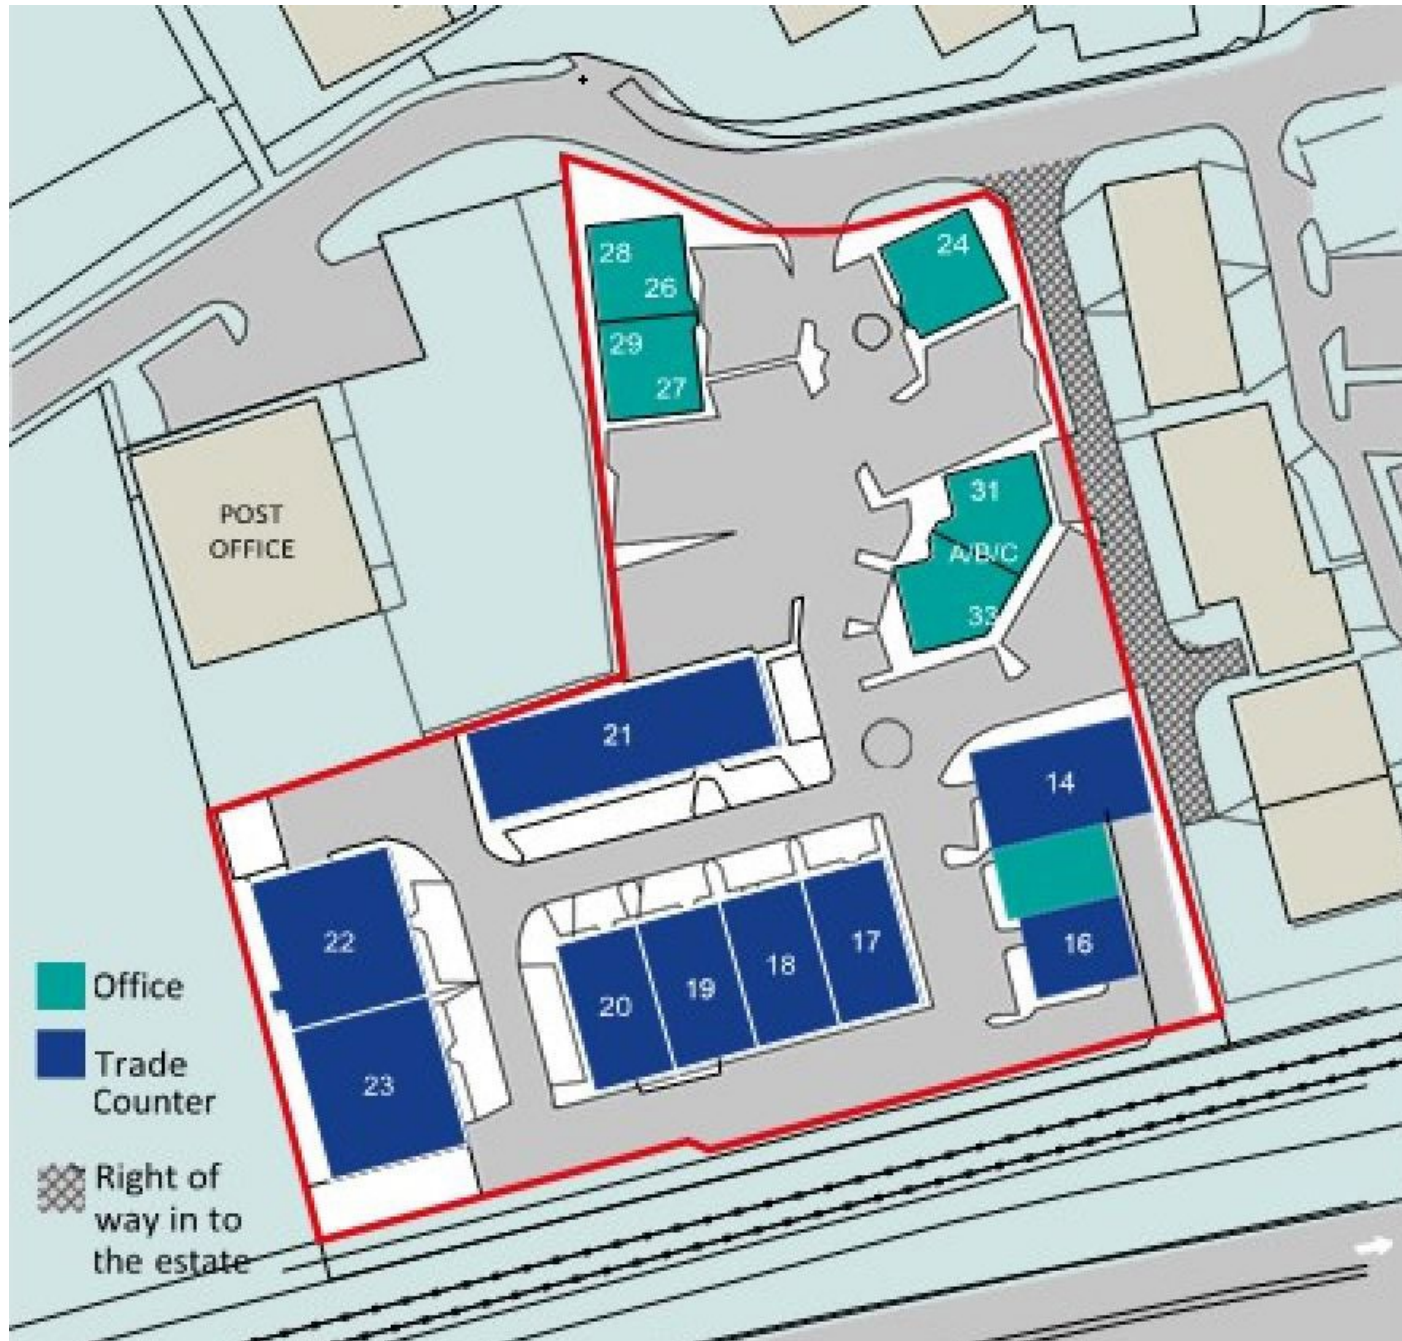 28
26
24
29
27
31
POST
OFFICE
A/B/C
33
21
14
22
17
16
18
19
20
23
Office
Trade
Counter
Right of
way in to
the estate